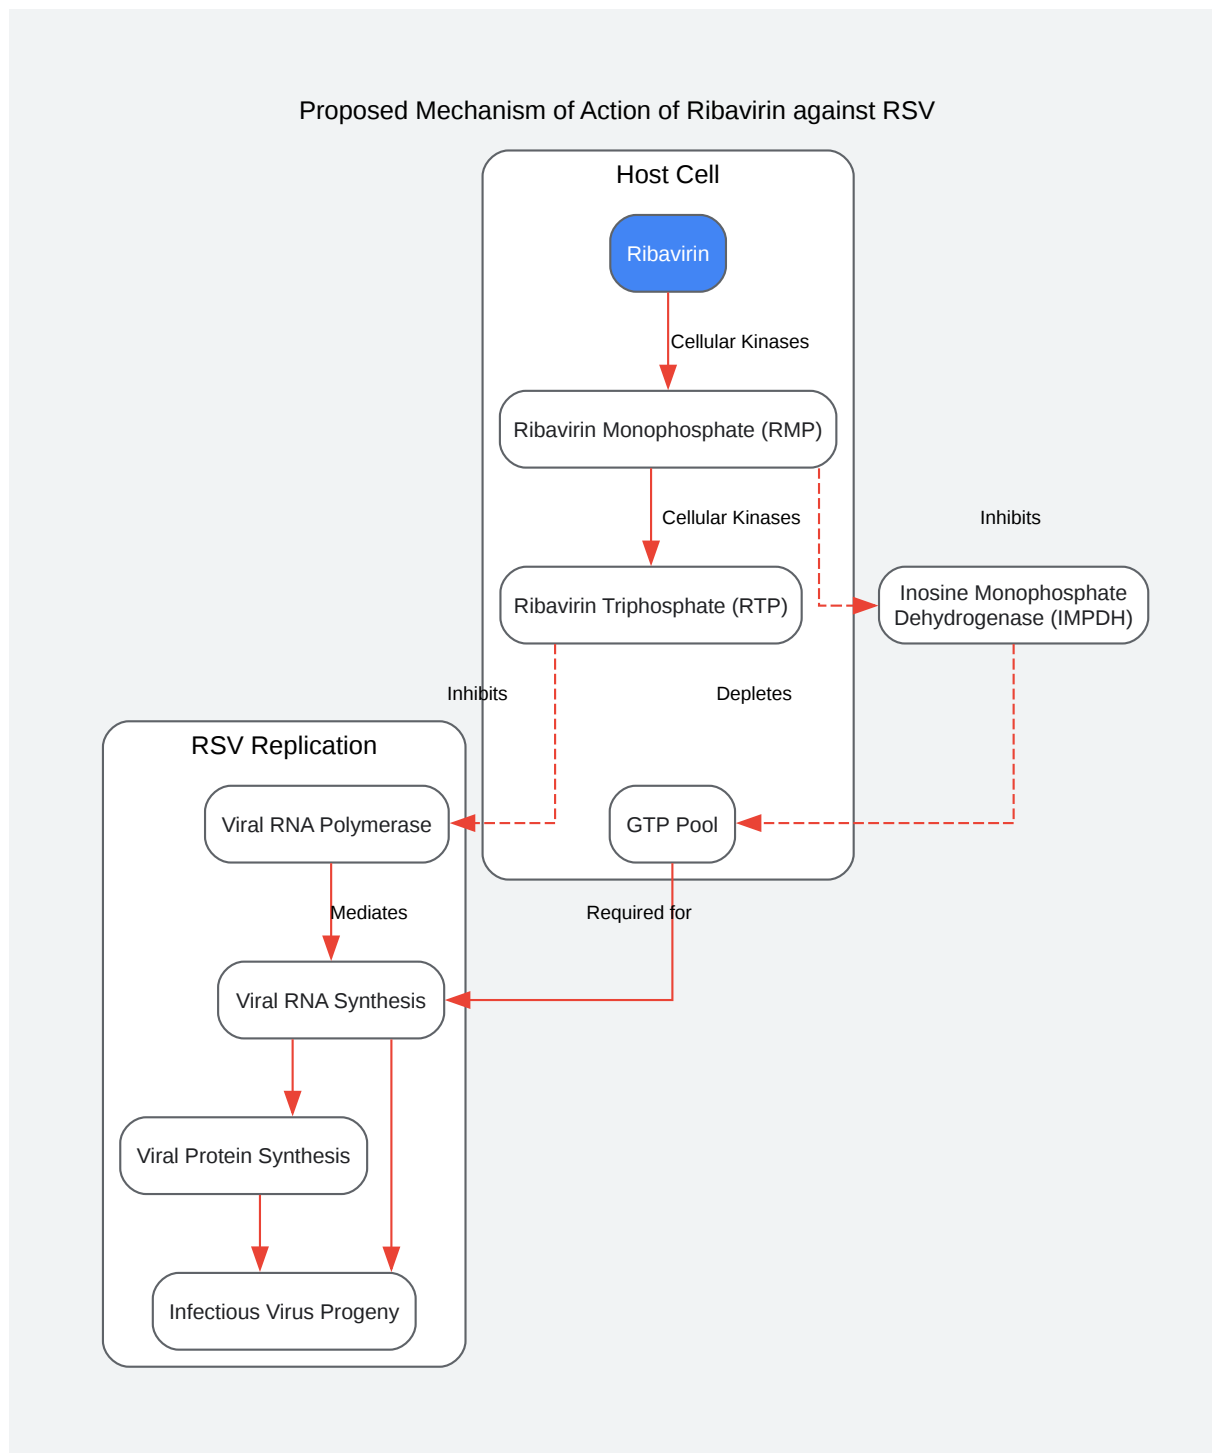 Proposed Mechanism of Action of Ribavirin against RSV
Host Cell
Ribavirin
Cellular Kinases
Ribavirin Monophosphate (RMP)
Cellular Kinases
Inhibits
Ribavirin Triphosphate (RTP)
Inosine Monophosphate
Dehydrogenase (IMPDH)
Inhibits
Depletes
RSV Replication
Viral RNA Polymerase
GTP Pool
Mediates
Required for
Viral RNA Synthesis
Viral Protein Synthesis
Infectious Virus Progeny